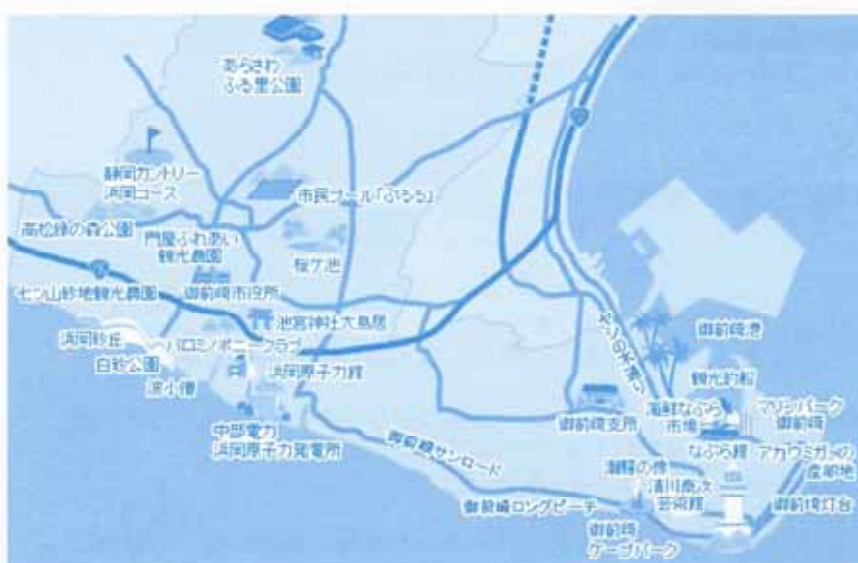 あらさわ
ふる里公園
静岡カントリー
浜岡コース
市民プール「ぷるる」
高松緑の森公園
門屋ふれあい
観光農園
桜ケ池
七ツ山砂地観光農園
御前崎市役所
池宮神社大鳥居
浜岡砂丘
パロミノポニークラブ
白砂公園
浜岡原子力館
波小僧
中部電力
浜岡原子力発電所
御前崎サンロード
御前崎ロングビーチ
御前崎港
観光釣船
御前崎支所
海鮮なぶら
市場
マリンパーク
御前崎
なぶら館
アカウミガメの
産卵地
潮騒の像
清川泰次
芸術館
御前崎灯台
御前崎
ケープパーク